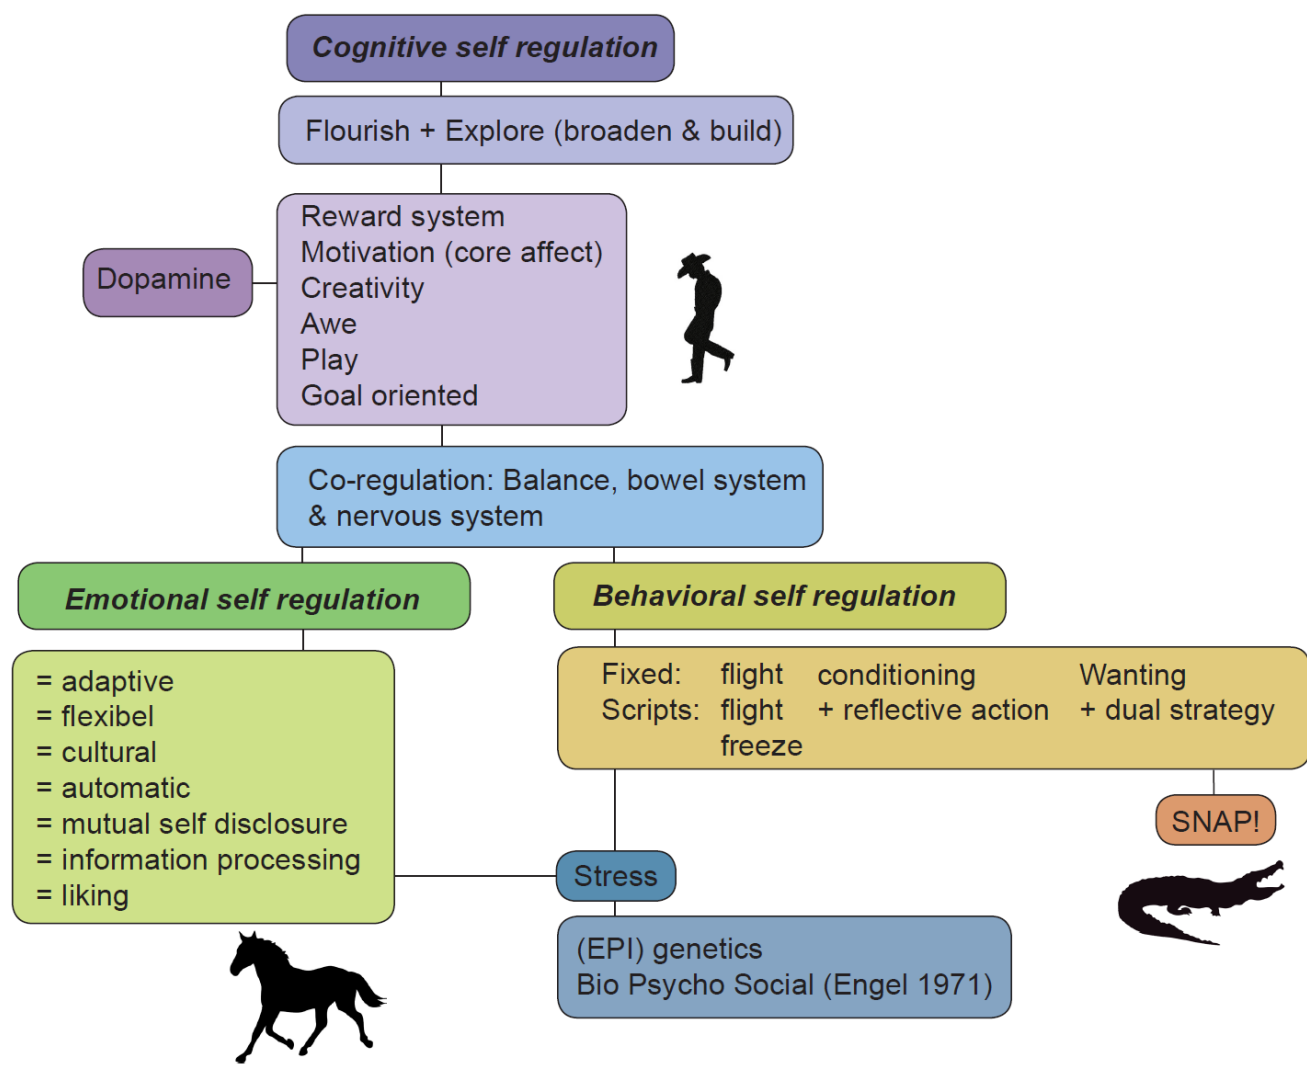 Cognitive self regulation
Flourish + Explore (broaden & build)
Dopamine
Reward system
Motivation (core affect)
Creativity
Awe
Play
Goal oriented
Co-regulation: Balance, bowel system
& nervous system
Emotional self regulation
= adaptive
= flexibel
= cultural
= automatic
= mutual self disclosure
= information processing
= liking
Behavioral self regulation
Fixed: flight conditioning Wanting
Scripts: flight + reflective action + dual strategy
freeze
SNAP!
Stress
(EPI) genetics
Bio Psycho Social (Engel 1971)